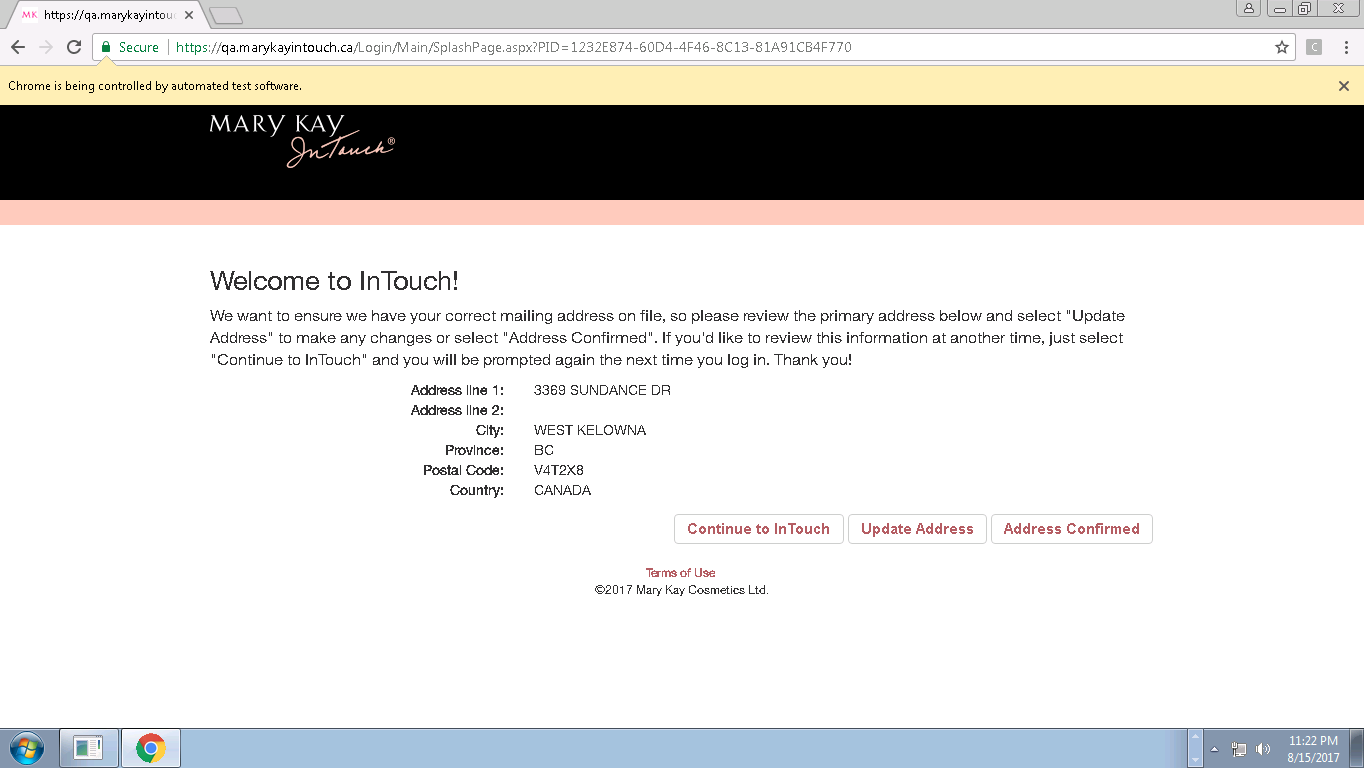 https://qa.marykayintou
Secure
https://qa.marykayintouch.ca/Login/Main/SplashPage.aspx?PID=1232E874-60D4-4F46-8C13-81A91CB4F770
C
Chrome is being controlled by automated test software.
MARY KAY
InTouch®
Welcome to InTouch!
We want to ensure we have your correct mailing address on file, so please review the primary address below and select "Update
Address" to make any changes or select "Address Confirmed". If you'd like to review this information at another time, just select
"Continue to InTouch" and you will be prompted again the next time you log in. Thank you!
Address line 1: 3369 SUNDANCE DR
Address line 2:
City: WEST KELOWNA
Province: BC
Postal Code: V4T2X8
Country: CANADA
Continue to InTouch Update Address Address Confirmed
Terms of Use
©2017 Mary Kay Cosmetics Ltd.
11:22 PM
8/15/2017